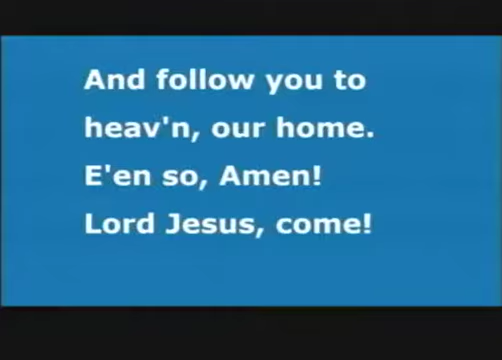 And follow you to
heav'n, our home.
E'en so, Amen!
Lord Jesus, come!